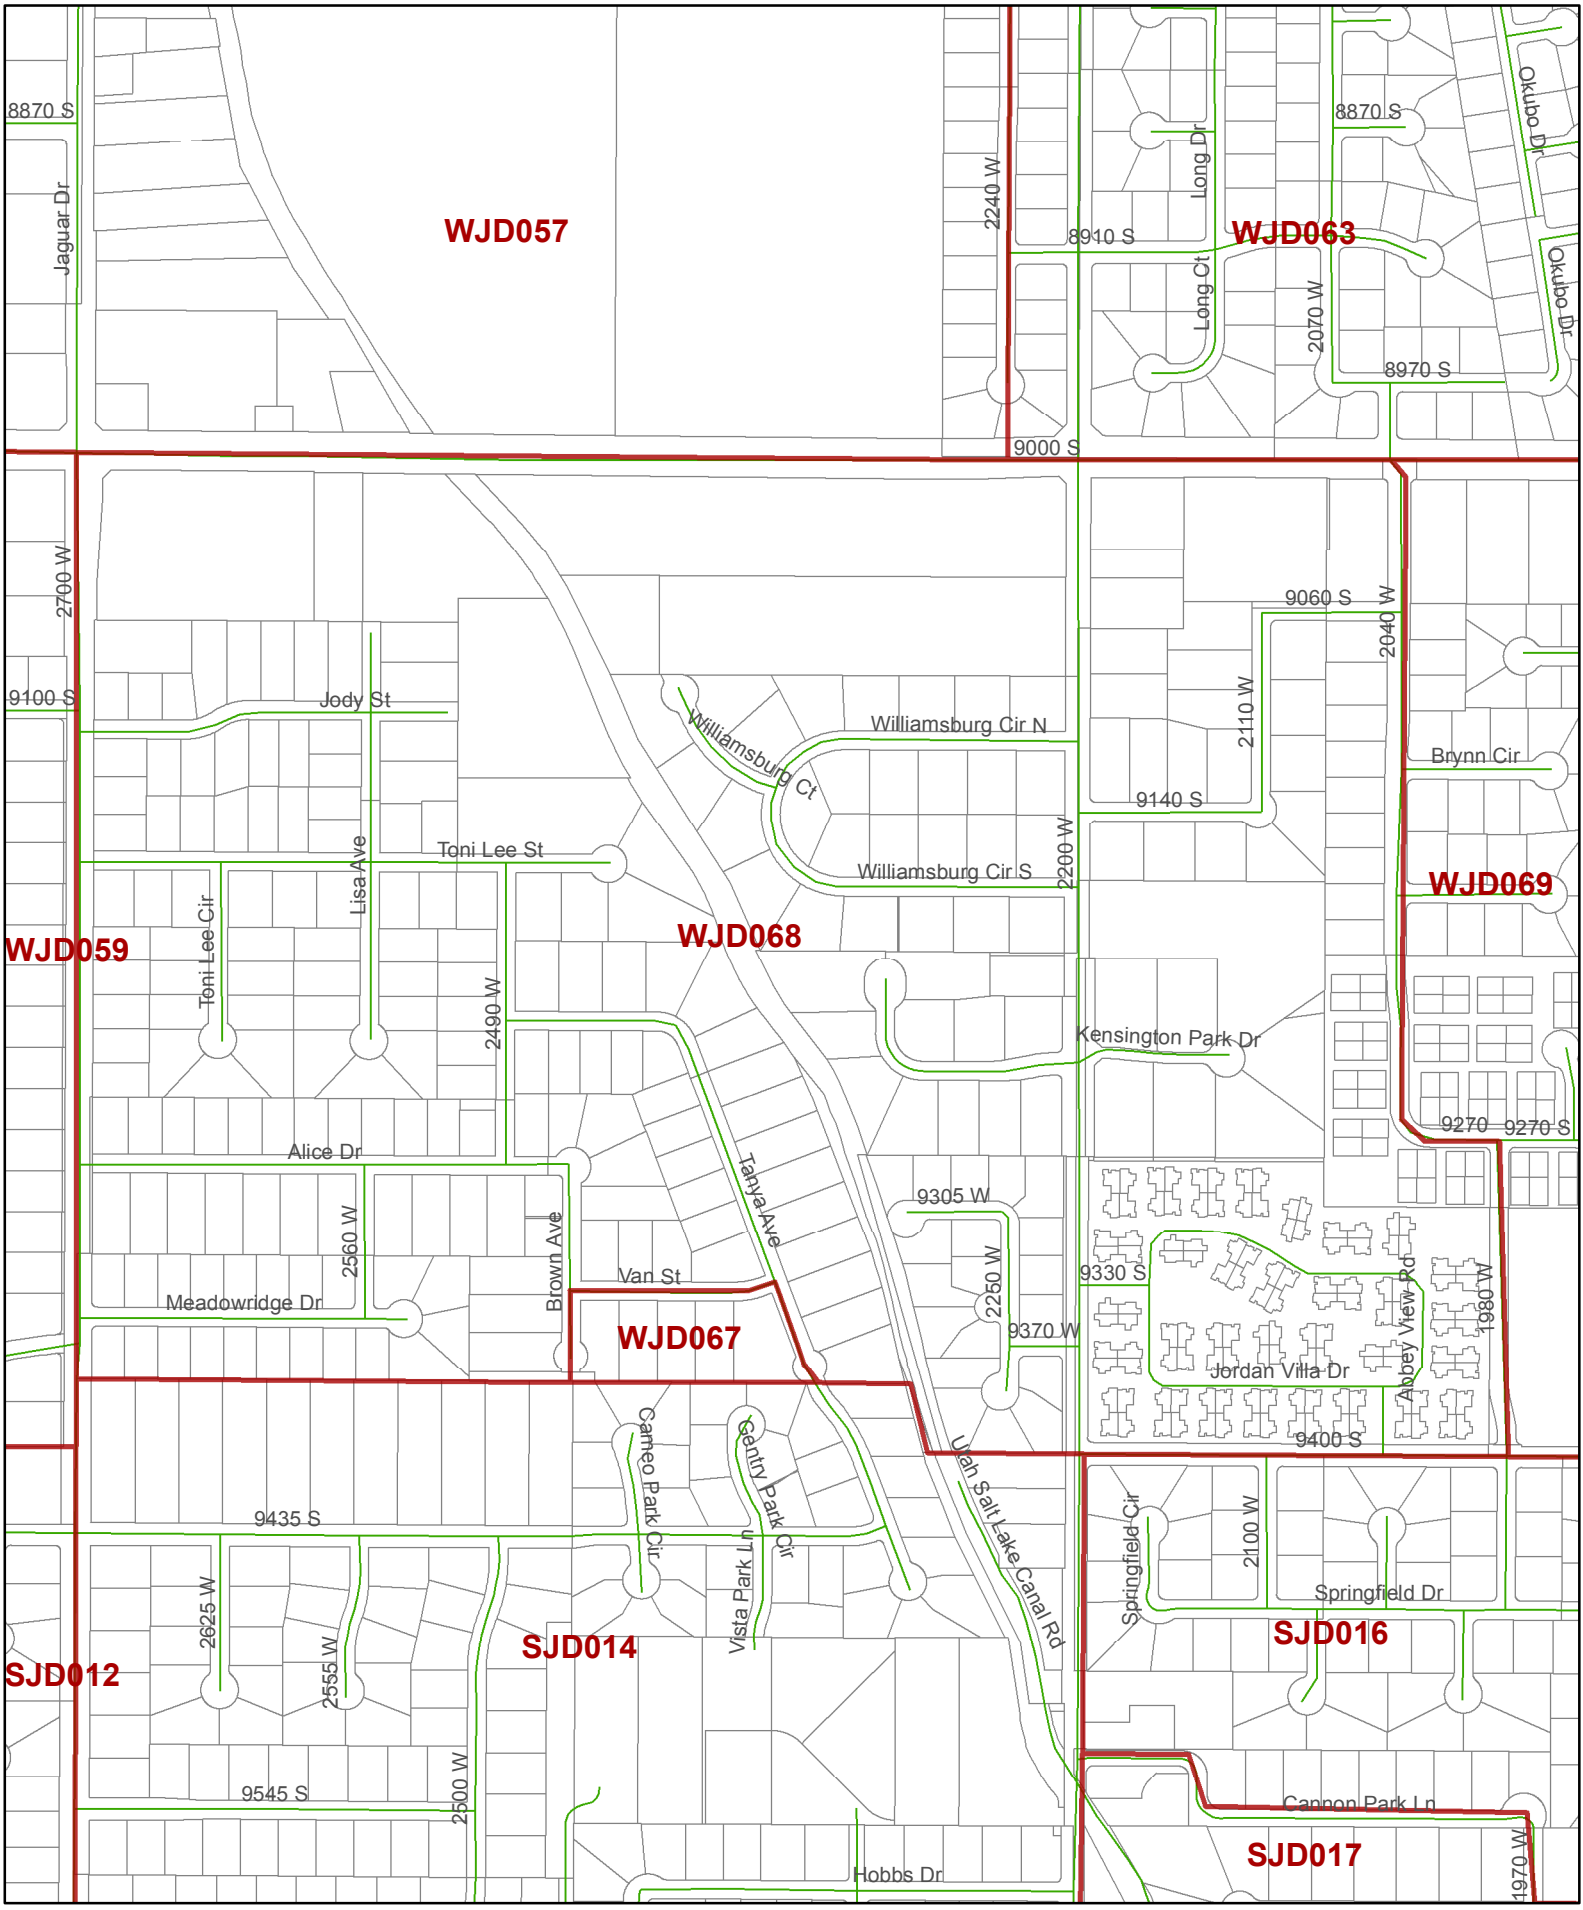 8870 S
Jaguar Dr
WJD057
2240 W
Long Dr
8870 S
Okubo Dr
8910 S
WJD063
Long Ct
2070 W
Okubo Dr
8970 S
9000 S
2700 W
9060 S
2040 W
9100 S
Jody St
Williamsburg Ct
Williamsburg Cir N
2110 W
Brynn Cir
9140 S
Toni Lee St
Lisa Ave
2200 W
Williamsburg Cir S
WJD069
Toni Lee Cir
WJD059
WJD068
2490 W
Kensington Park Dr
9270
9270 S
Alice Dr
Tanya Ave
9305 W
2560 W
Brown Ave
2250 W
9330 S
Abbey View Rd
1980 W
Van St
Meadowridge Dr
WJD067
9370 W
Jordan Villa Dr
Cameo Park Cir
Gentry Park Cir
9400 S
Utah Salt Lake Canal Rd
9435 S
Springfield Cir
2100 W
Vista Park Ln
2625 W
Springfield Dr
2555 W
SJD014
SJD016
SJD012
9545 S
2500 W
Cannon Park Ln
Hobbs Dr
SJD017
1970 W